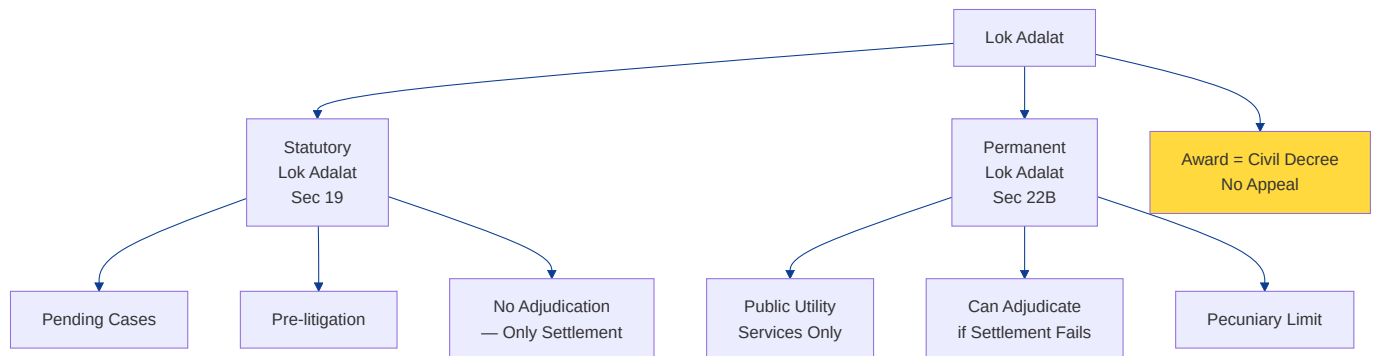 Lok Adalat
Statutory
Lok Adalat
Sec 19
Permanent
Lok Adalat
Sec 22B
Award = Civil Decree
No Appeal
Pending Cases
Pre-litigation
No Adjudication
— Only Settlement
Public Utility
Services Only
Can Adjudicate
if Settlement Fails
Pecuniary Limit